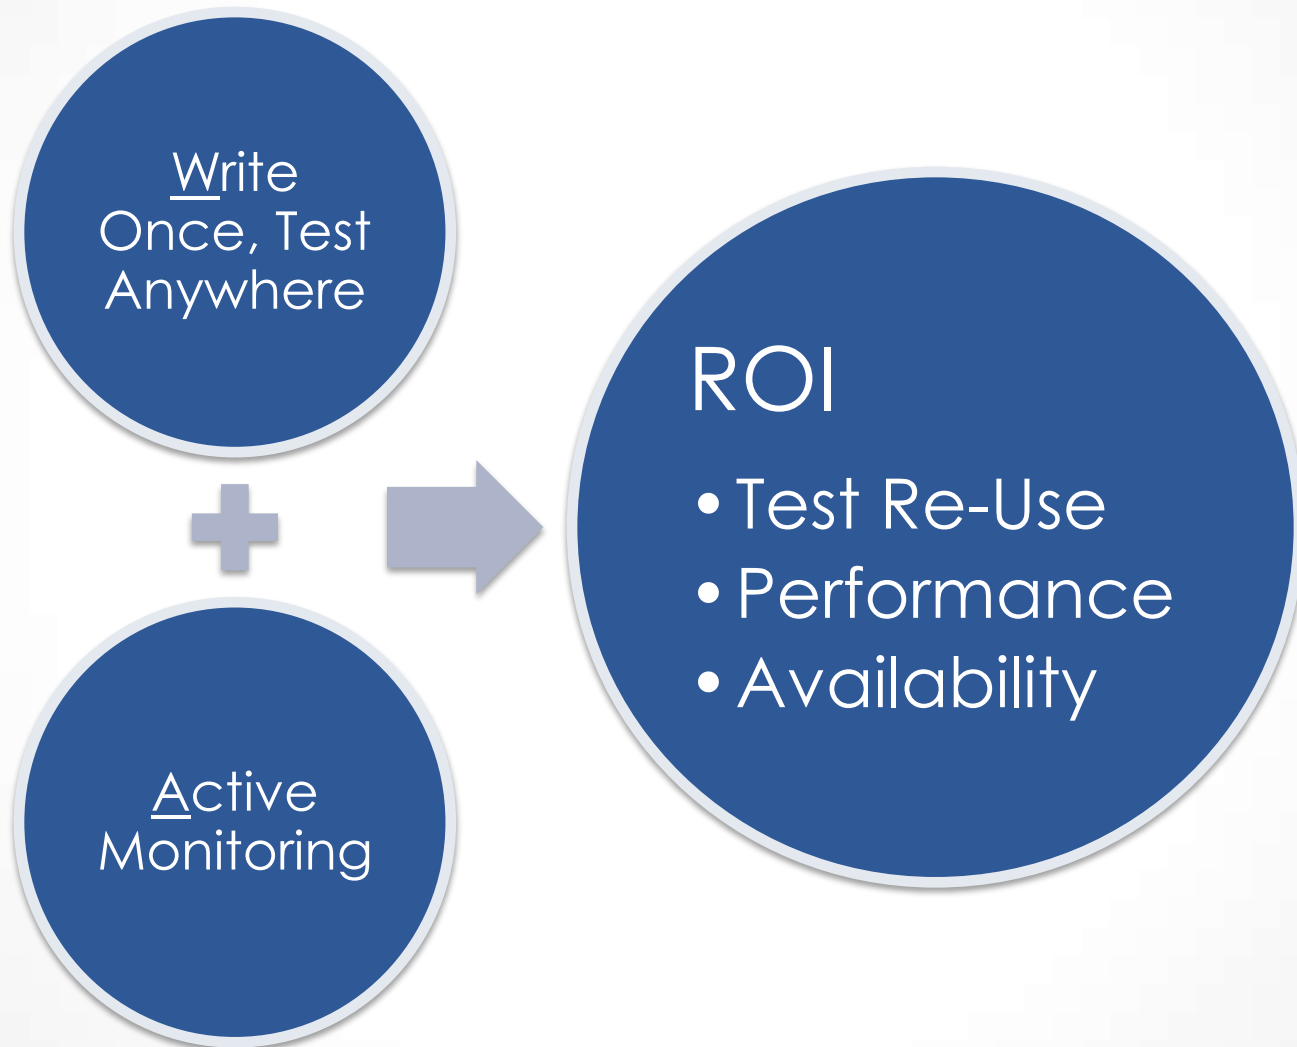 Write
Once, Test
Anywhere
Active
Monitoring
ROI
• Test Re-Use
• Performance
• Availability